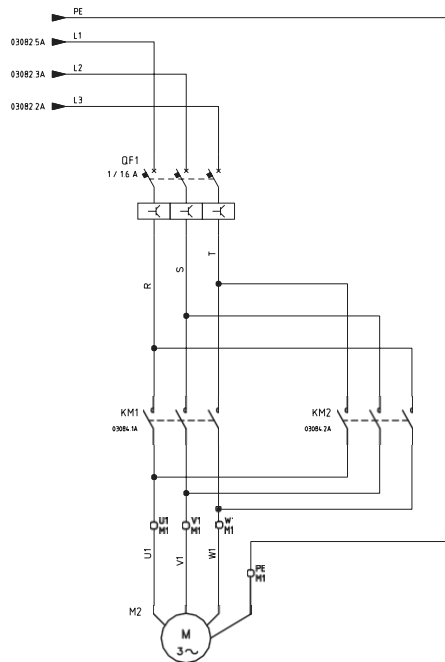 PE
L1
03082.5A
L2
03082.3A
L3
03082.2A
QF1
1 / 1.6 A
R
S
T
KM1
03084.1A
KM2
03084.2A
U1
M1
V1
M1
W'
M1
U1
V1
W1
PE
M1
M2
M
3~